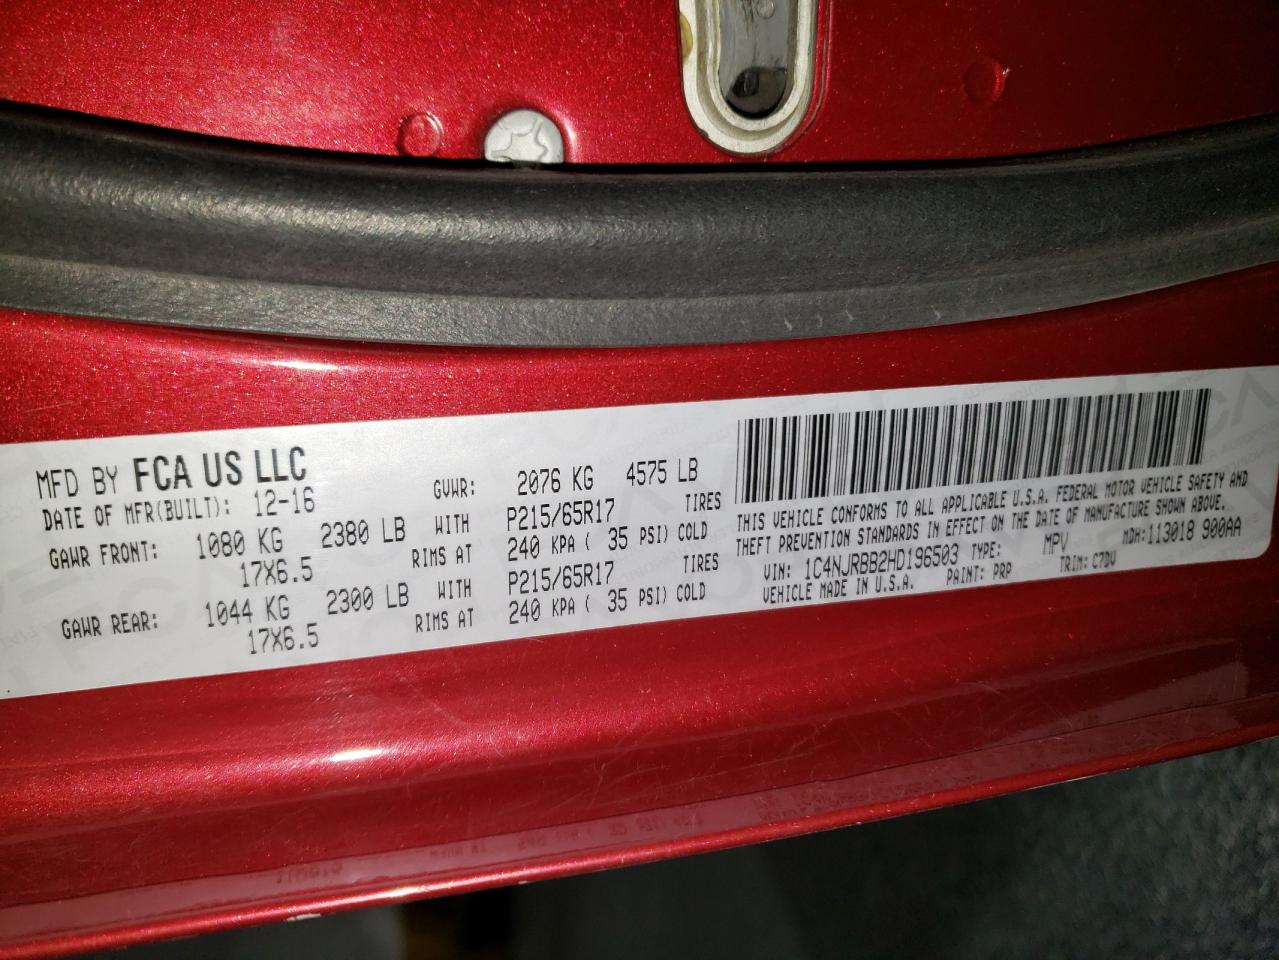 MFD BY FCA US LLC
DATE OF MFR(BUILT): 12-16 GVWR: 2076 KG 4575 LB
GAWR FRONT: 1080 KG 2380 LB WITH P215/65R17 TIRES
17X6.5 RIMS AT 240 KPA ( 35 PSI) COLD
GAWR REAR: 1044 KG 2300 LB WITH P215/65R17 TIRES
17X6.5 RIMS AT 240 KPA ( 35 PSI) COLD
THIS VEHICLE CONFORMS TO ALL APPLICABLE U.S.A. FEDERAL MOTOR VEHICLE SAFETY AND
THEFT PREVENTION STANDARDS IN EFFECT ON THE DATE OF MANUFACTURE SHOWN ABOVE.
VIN: 1C4NJRBB2HD196503 TYPE: MPV MDH:113018 900AA
VEHICLE MADE IN U.S.A. PAINT: PRP TRIM: C7DV